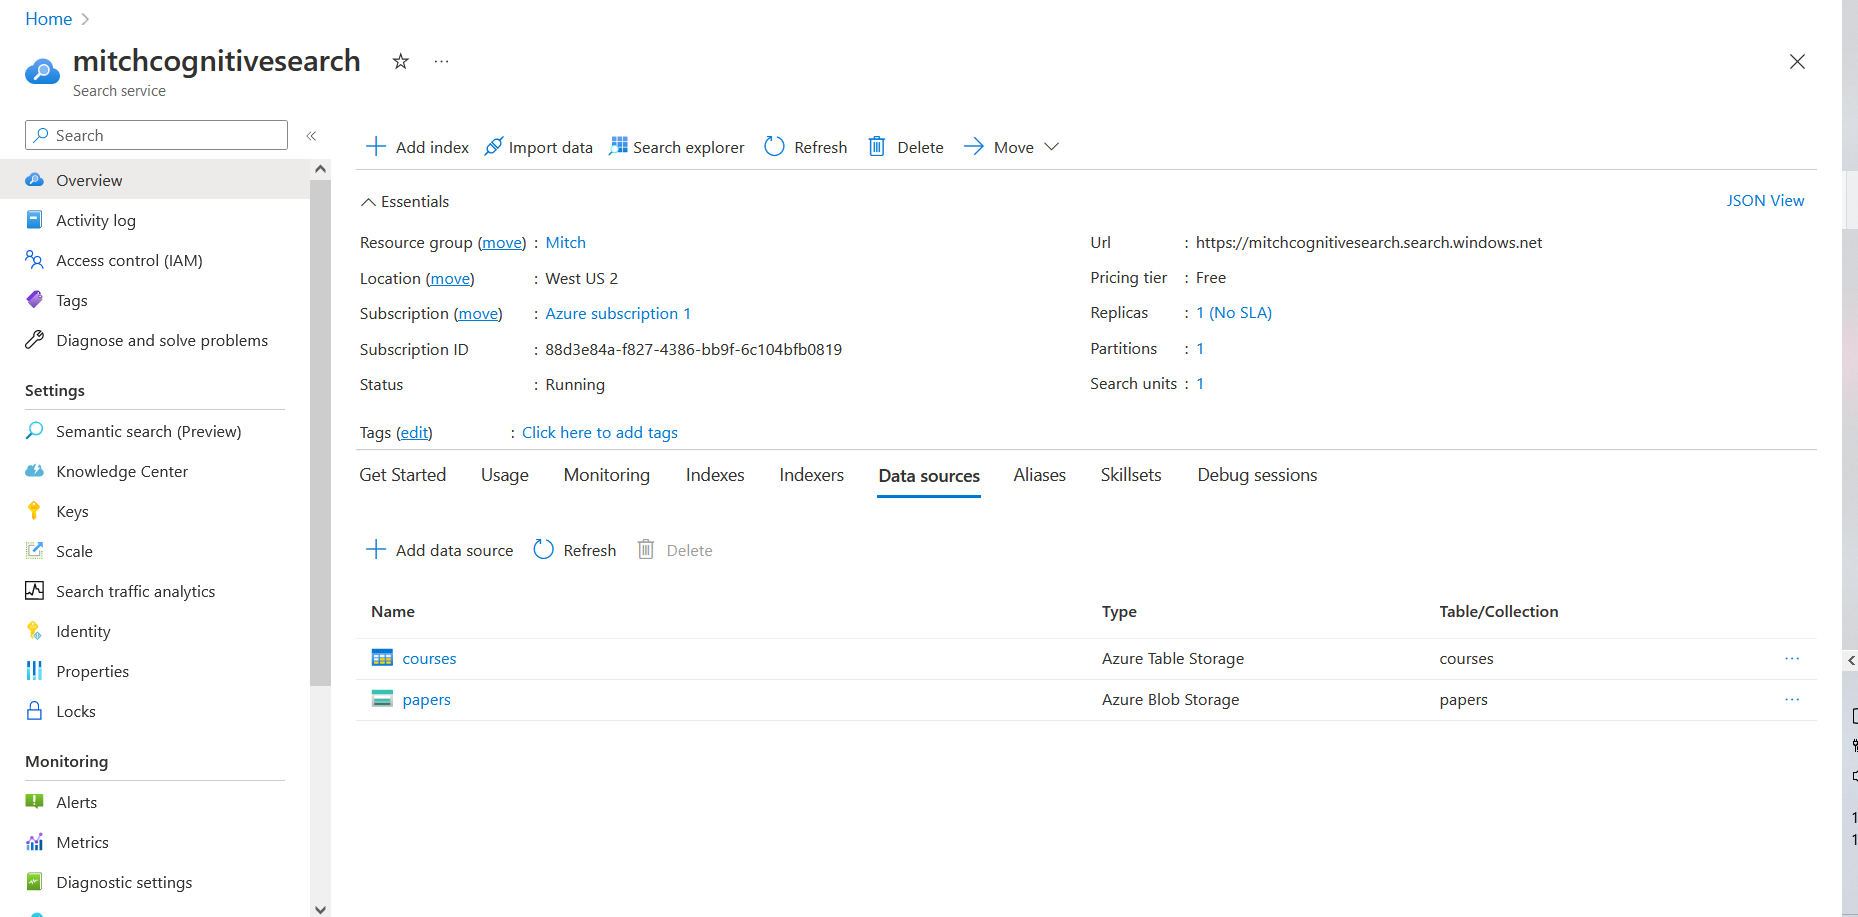 Home
mitchcognitivesearch
Search service
Search
Overview
Activity log
Access control (IAM)
Tags
Diagnose and solve problems
Settings
Semantic search (Preview)
Knowledge Center
Keys
Scale
Search traffic analytics
Identity
Properties
Locks
Monitoring
Alerts
Metrics
Diagnostic settings
Add index Import data Search explorer Refresh Delete Move
Essentials JSON View
Resource group (move) : Mitch
Location (move) : West US 2
Subscription (move) : Azure subscription 1
Subscription ID : 88d3e84a-f827-4386-bb9f-6c104bfb0819
Status : Running
Url : https://mitchcognitivesearch.search.windows.net
Pricing tier : Free
Replicas : 1 (No SLA)
Partitions : 1
Search units : 1
Tags (edit) : Click here to add tags
Get Started Usage Monitoring Indexes Indexers Data sources Aliases Skillsets Debug sessions
Add data source Refresh Delete
Name Type Table/Collection
courses Azure Table Storage courses
papers Azure Blob Storage papers